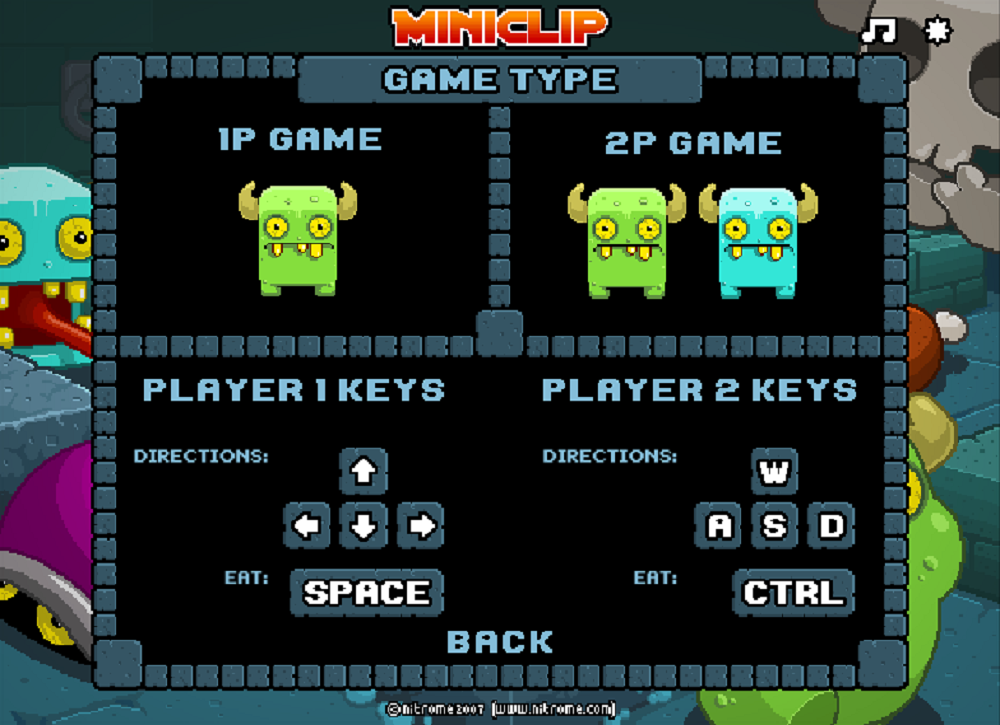 MINICLIP
GAME TYPE
1P GAME
2P GAME
PLAYER 1 KEYS
DIRECTIONS:
EAT:
SPACE
PLAYER 2 KEYS
DIRECTIONS:
W
A S D
EAT:
CTRL
BACK
©nitrome2007 [www.nitrome.com]